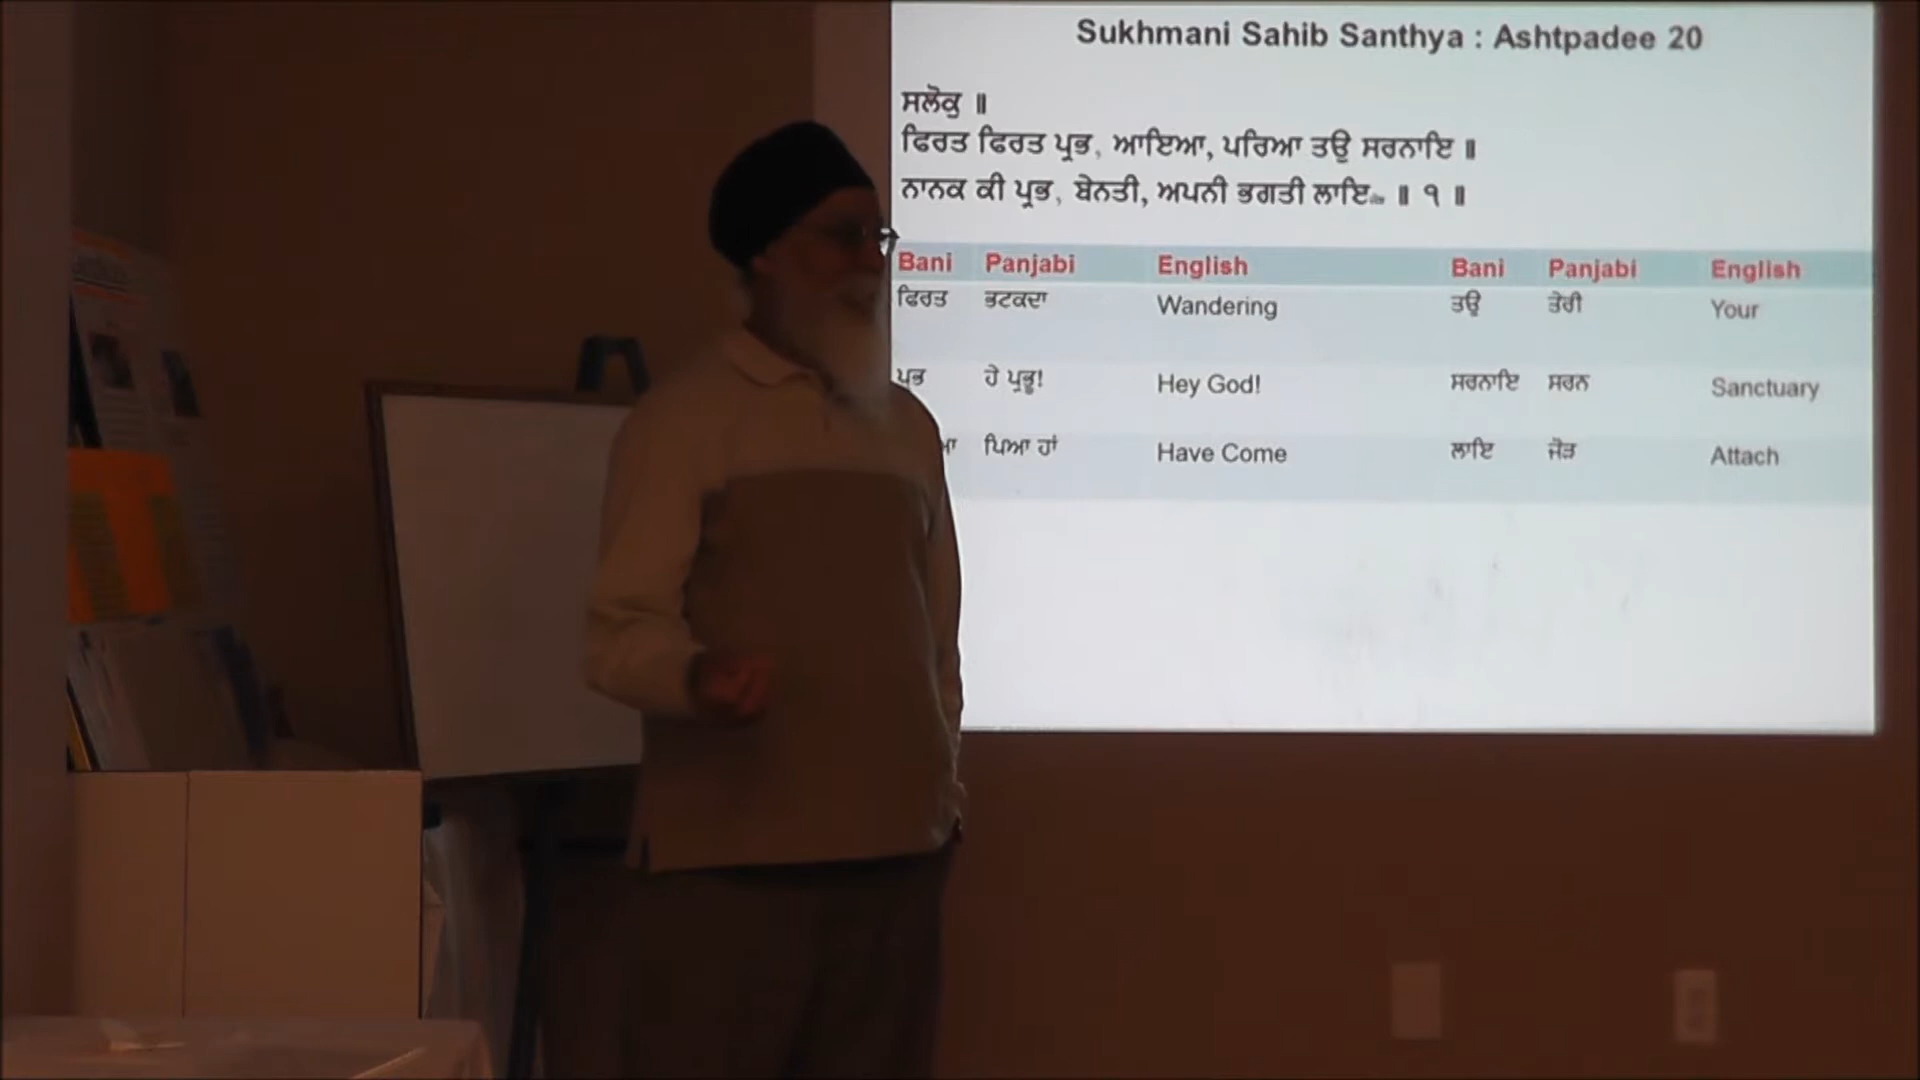 Sukhmani Sahib Santhya : Ashtpadee 20
ਸਲੋਕੁ ॥
ਫਿਰਤ ਫਿਰਤ ਪ੍ਰਭ, ਆਇਆ, ਪਰਿਆ ਤਉ ਸਰਨਾਇ ॥
ਨਾਨਕ ਕੀ ਪ੍ਰਭ, ਬੇਨਤੀ, ਅਪਨੀ ਭਗਤੀ ਲਾਇ ॥ ੧ ॥
Bani Panjabi English Bani Panjabi English
ਫਿਰਤ ਭਟਕਦਾ Wandering ਤਉ ਤੇਰੀ Your
ਪ੍ਰਭ ਹੇ ਪ੍ਰਭੂ! Hey God! ਸਰਨਾਇ ਸਰਨ Sanctuary
ਪਿਆ ਹਾਂ Have Come ਲਾਇ ਜੋੜ Attach